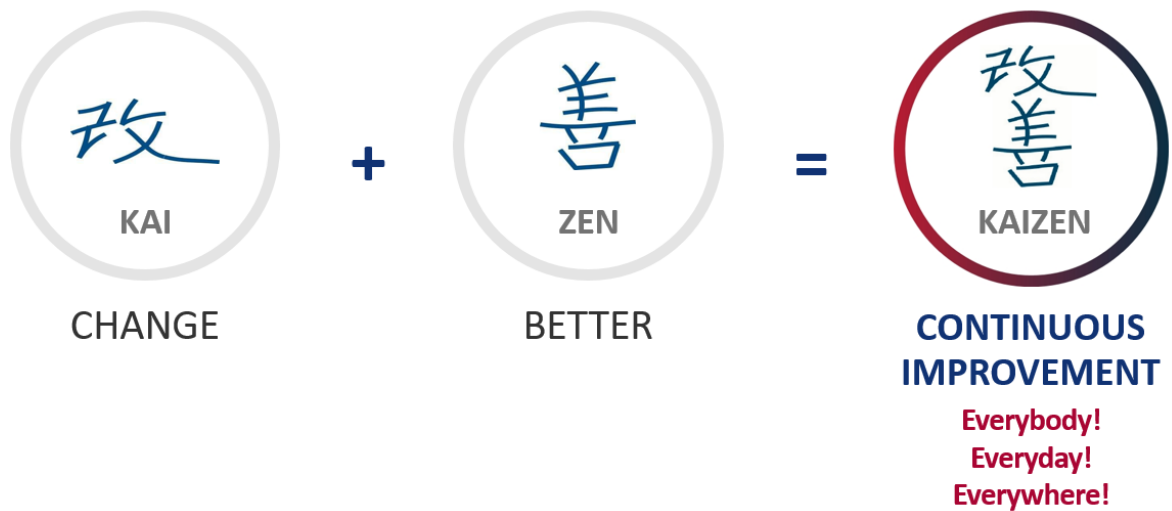 改
KAI
CHANGE
+
善
ZEN
BETTER
=
改
善
KAIZEN
CONTINUOUS
IMPROVEMENT
Everybody!
Everyday!
Everywhere!